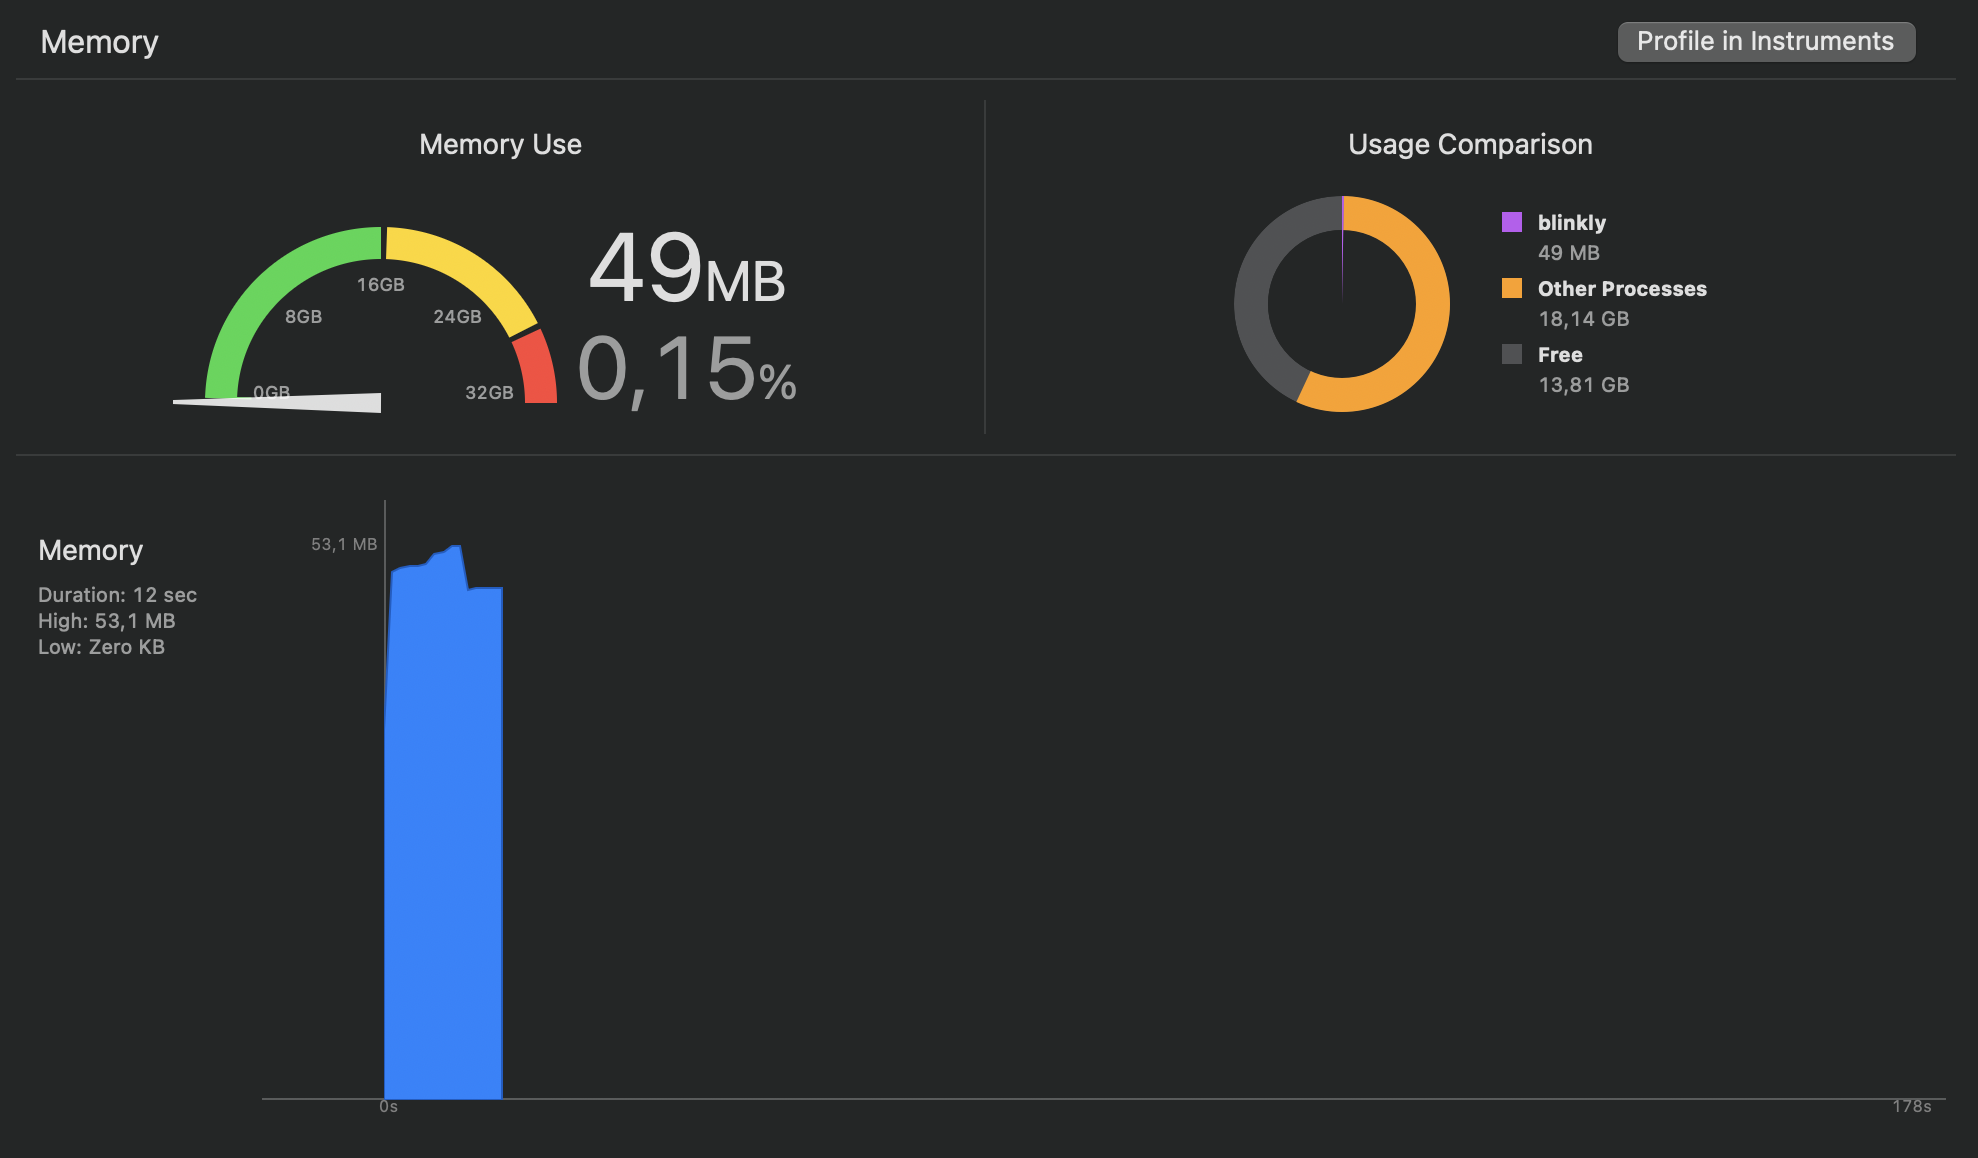 Memory
Profile in Instruments
Memory Use
16GB
8GB
24GB
0GB
32GB
49MB
0,15%
Usage Comparison
blinkly
49 MB
Other Processes
18,14 GB
Free
13,81 GB
Memory
Duration: 12 sec
High: 53,1 MB
Low: Zero KB
53,1 MB
0s
178s